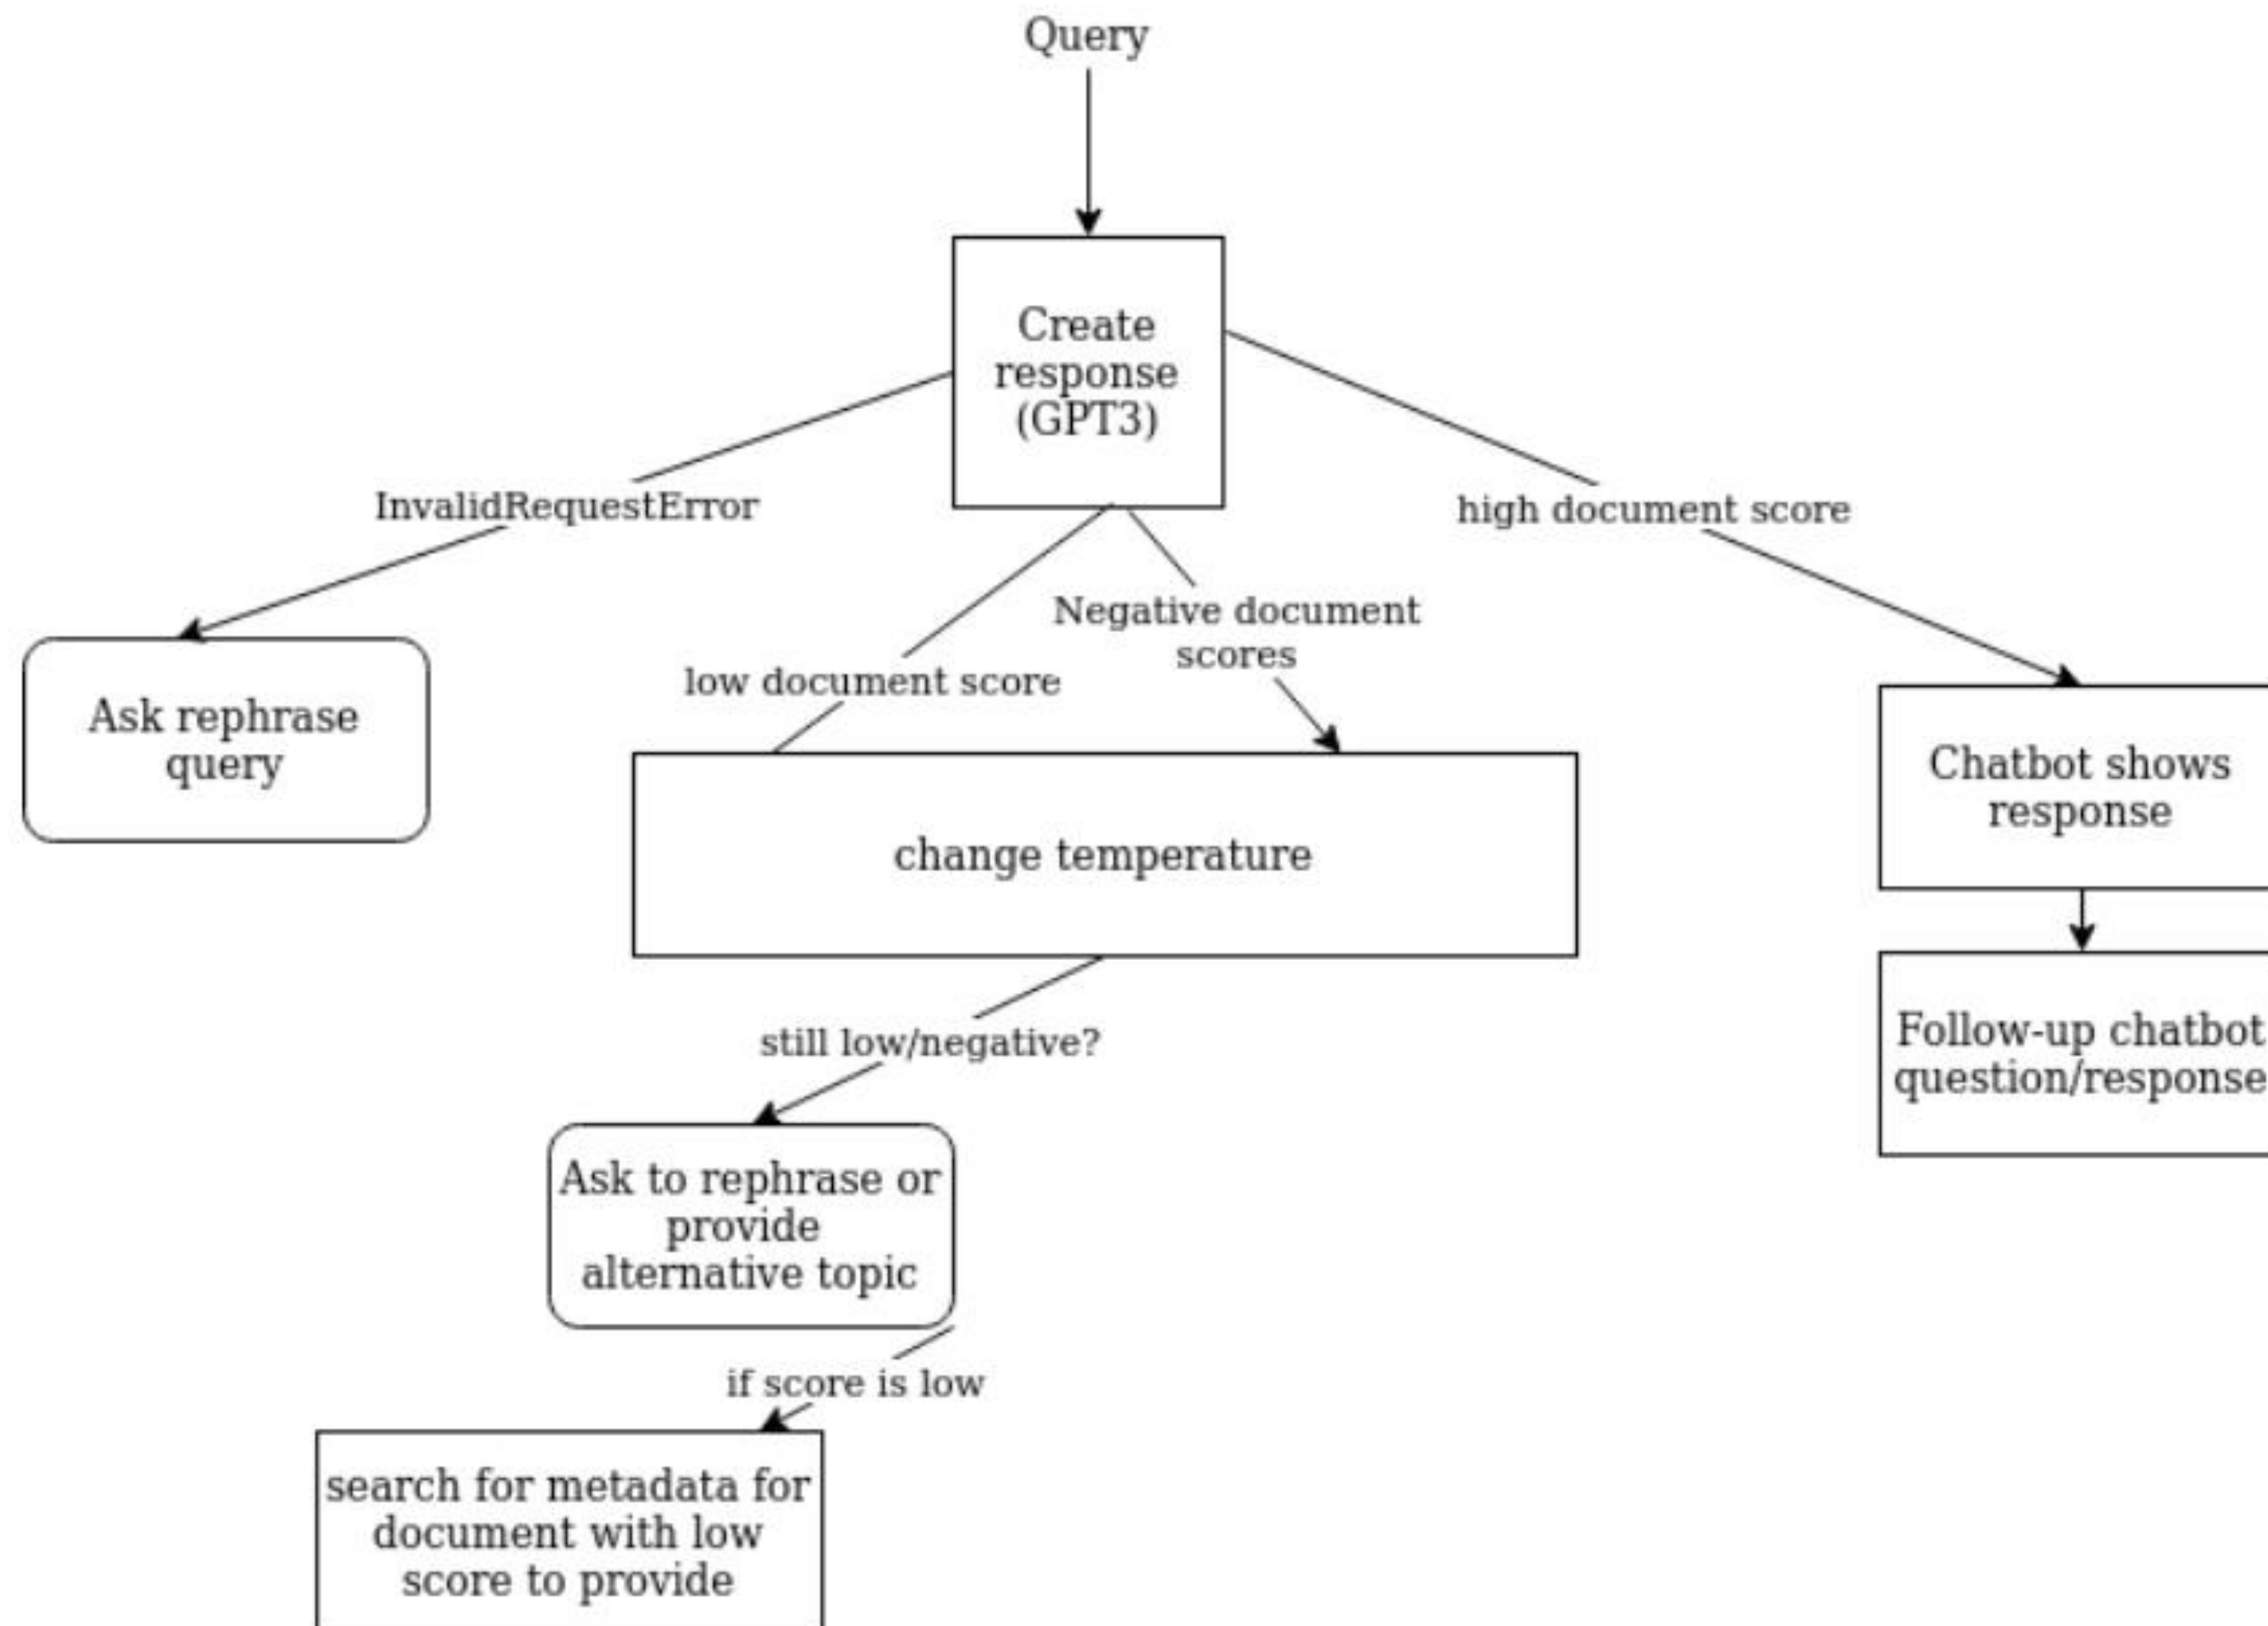 Query
Create
response
(GPT3)
InvalidRequestError
high document score
Negative document
scores
low document score
Ask rephrase
query
change temperature
Chatbot shows
response
Follow-up chatbot
question/response
still low/negative?
Ask to rephrase or
provide
alternative topic
if score is low
search for metadata for
document with low
score to provide